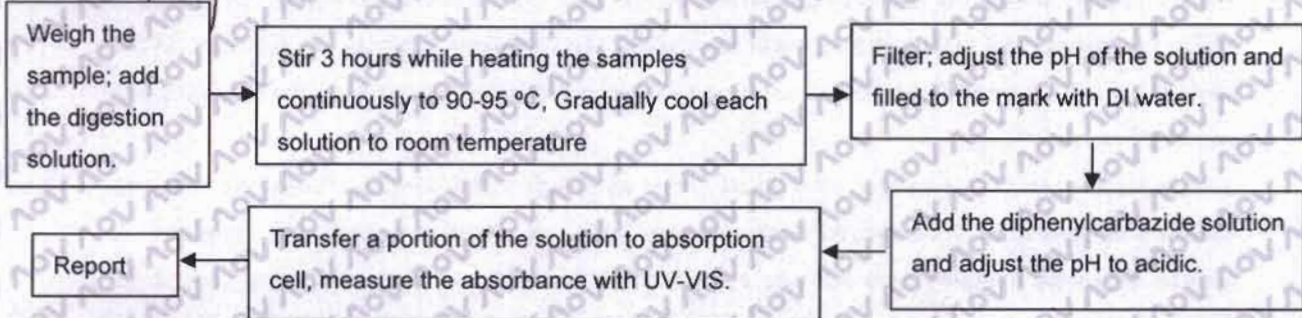 Weigh the
sample; add
the digestion
solution.
Stir 3 hours while heating the samples
continuously to 90-95 ºC, Gradually cool each
solution to room temperature
Filter; adjust the pH of the solution and
filled to the mark with DI water.
Add the diphenylcarbazide solution
and adjust the pH to acidic.
Transfer a portion of the solution to absorption
cell, measure the absorbance with UV-VIS.
Report